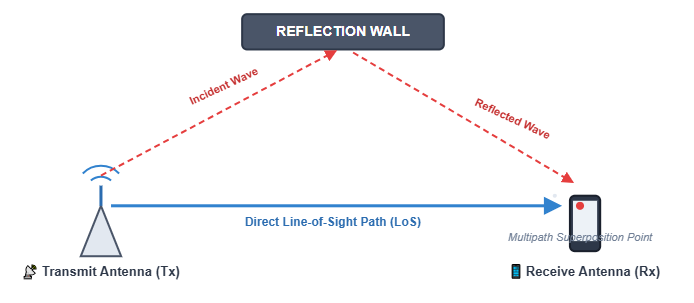 REFLECTION WALL
Incident Wave
Reflected Wave
Direct Line-of-Sight Path (LoS)
Multipath Superposition Point
Transmit Antenna (Tx)
Receive Antenna (Rx)